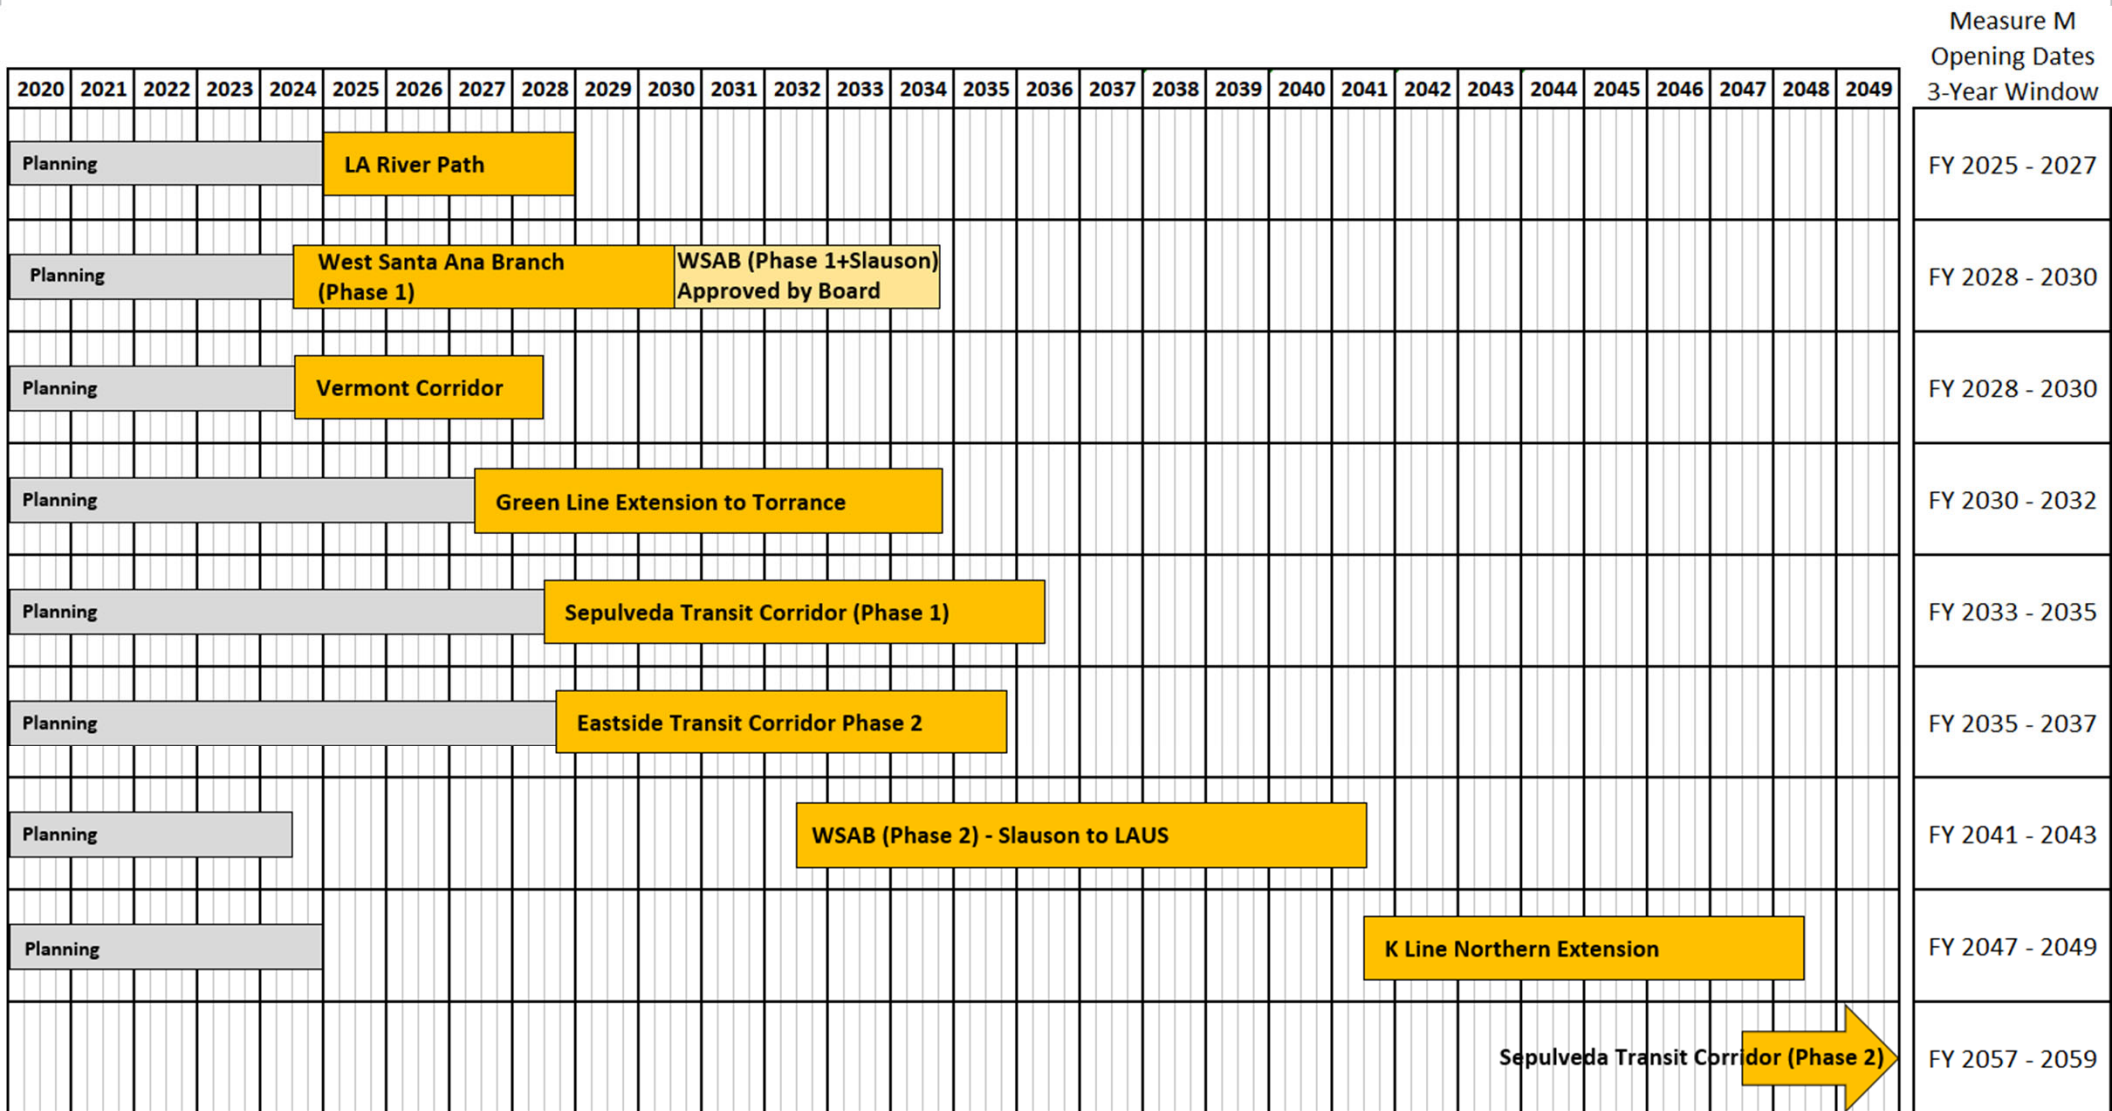 Measure M
Opening Dates
3-Year Window
2020 2021 2022 2023 2024 2025 2026 2027 2028 2029 2030 2031 2032 2033 2034 2035 2036 2037 2038 2039 2040 2041 2042 2043 2044 2045 2046 2047 2048 2049
Planning LA River Path FY 2025 - 2027
Planning West Santa Ana Branch
(Phase 1)
WSAB (Phase 1+Slauson)
Approved by Board
FY 2028 - 2030
Planning Vermont Corridor FY 2028 - 2030
Planning Green Line Extension to Torrance FY 2030 - 2032
Planning Sepulveda Transit Corridor (Phase 1) FY 2033 - 2035
Planning Eastside Transit Corridor Phase 2 FY 2035 - 2037
Planning WSAB (Phase 2) - Slauson to LAUS FY 2041 - 2043
Planning K Line Northern Extension FY 2047 - 2049
Sepulveda Transit Corridor (Phase 2) FY 2057 - 2059